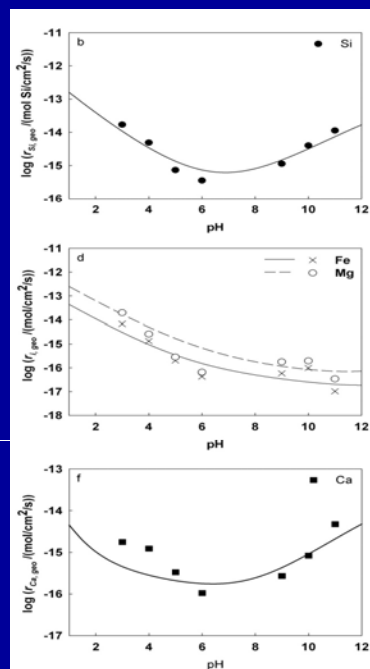 b
Si
-11
-12
-13
-14
-15
-16
log (r Si, geo /(mol Si/cm²/s))
2 4 6 8 10 12
pH
d
Fe
Mg
-11
-12
-13
-14
-15
-16
-17
-18
log (r i, geo /(mol/cm²/s))
2 4 6 8 10 12
pH
f
Ca
-13
-14
-15
-16
-17
log (r Ca, geo /(mol/cm²/s))
2 4 6 8 10 12
pH